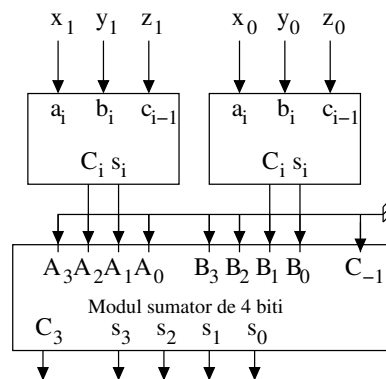 x₁ y₁ z₁ x₀ y₀ z₀
aᵢ bᵢ cᵢ₋₁ aᵢ bᵢ cᵢ₋₁
Cᵢ sᵢ Cᵢ sᵢ
A₃ A₂ A₁ A₀ B₃ B₂ B₁ B₀ C₋₁
Modul sumator de 4 biti
C₃ s₃ s₂ s₁ s₀